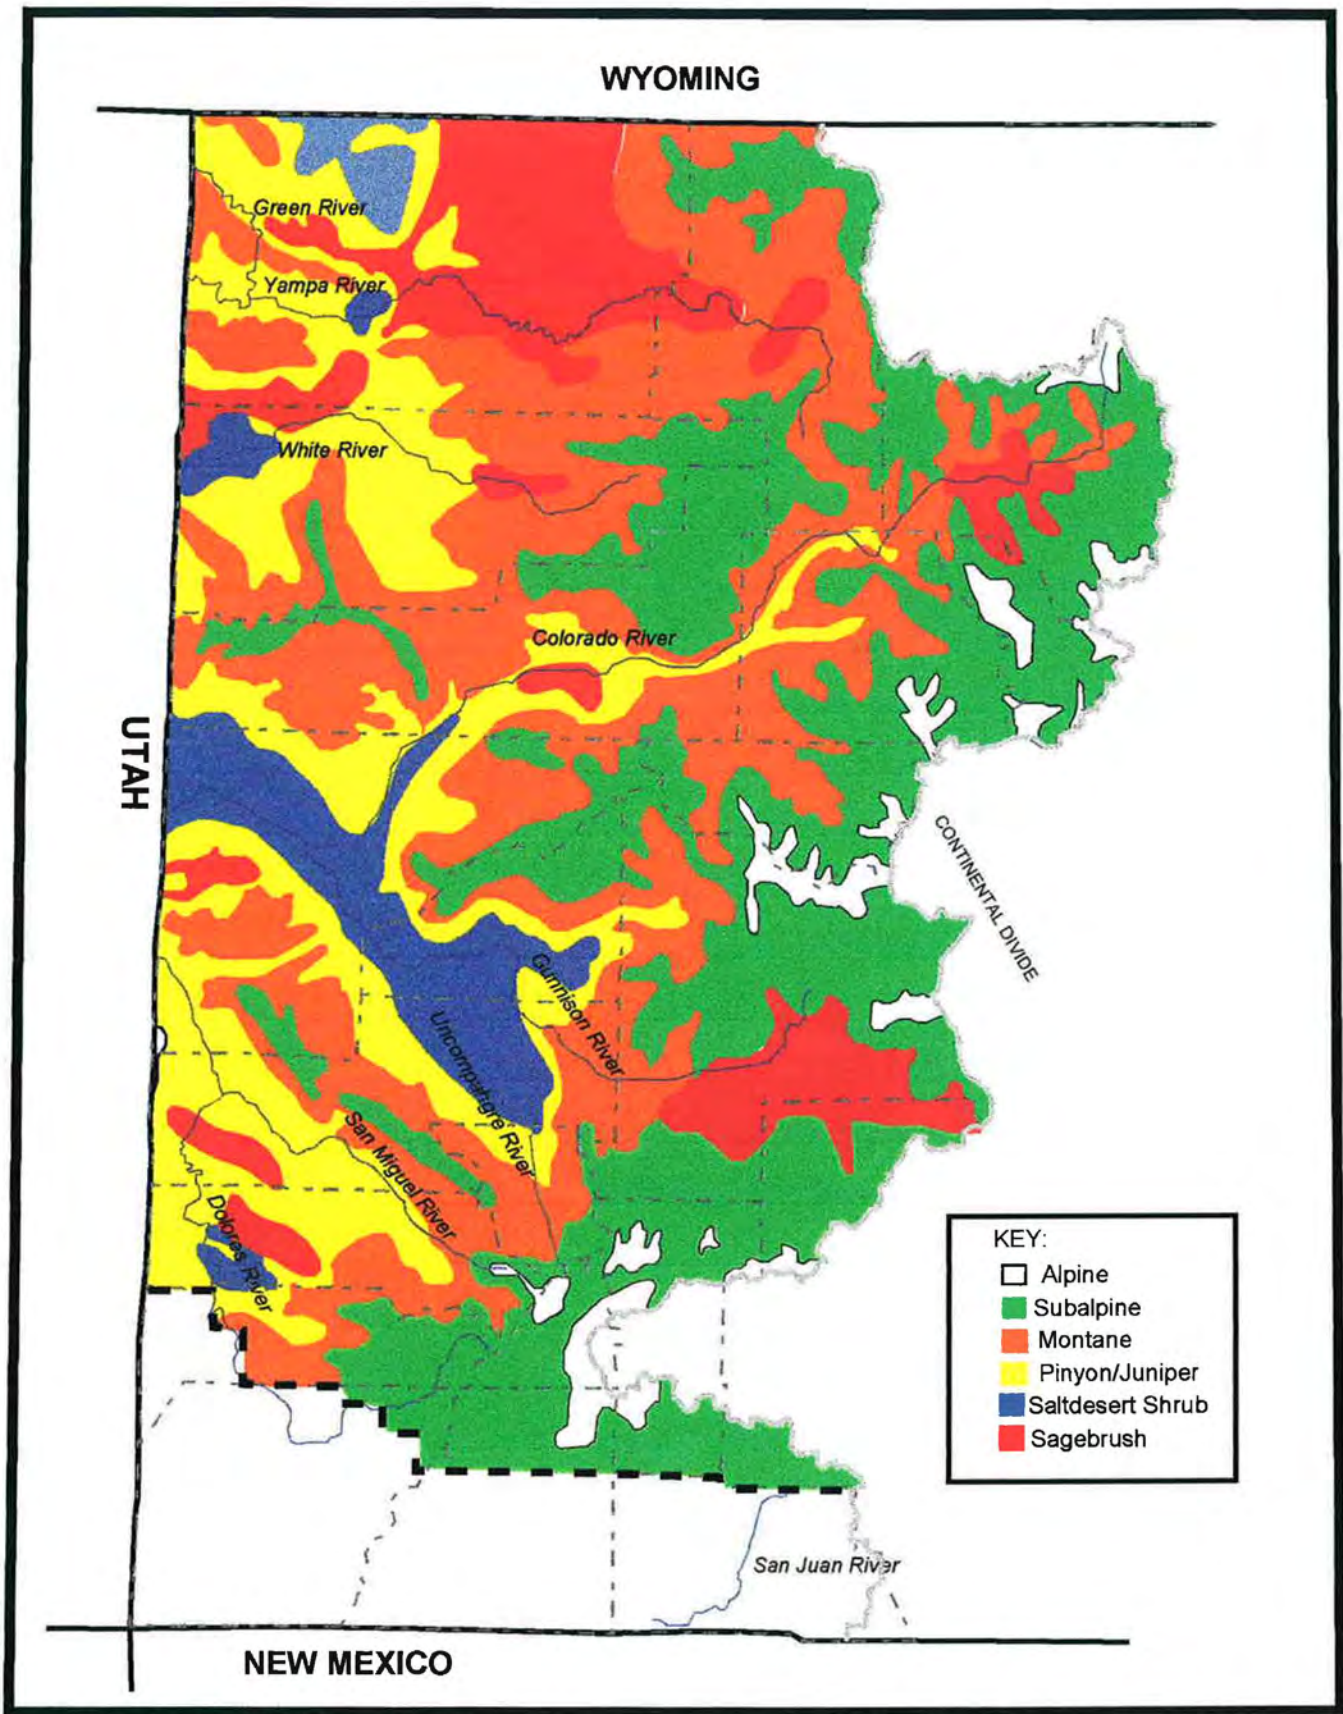 WYOMING
Green River
Yampa River
White River
Colorado River
UTAH
CONTINENTAL DIVIDE
Gunnison River
Uncompahgre River
San Miguel River
Dolores River
KEY:
Alpine
Subalpine
Montane
Pinyon/Juniper
Saltdesert Shrub
Sagebrush
San Juan River
NEW MEXICO